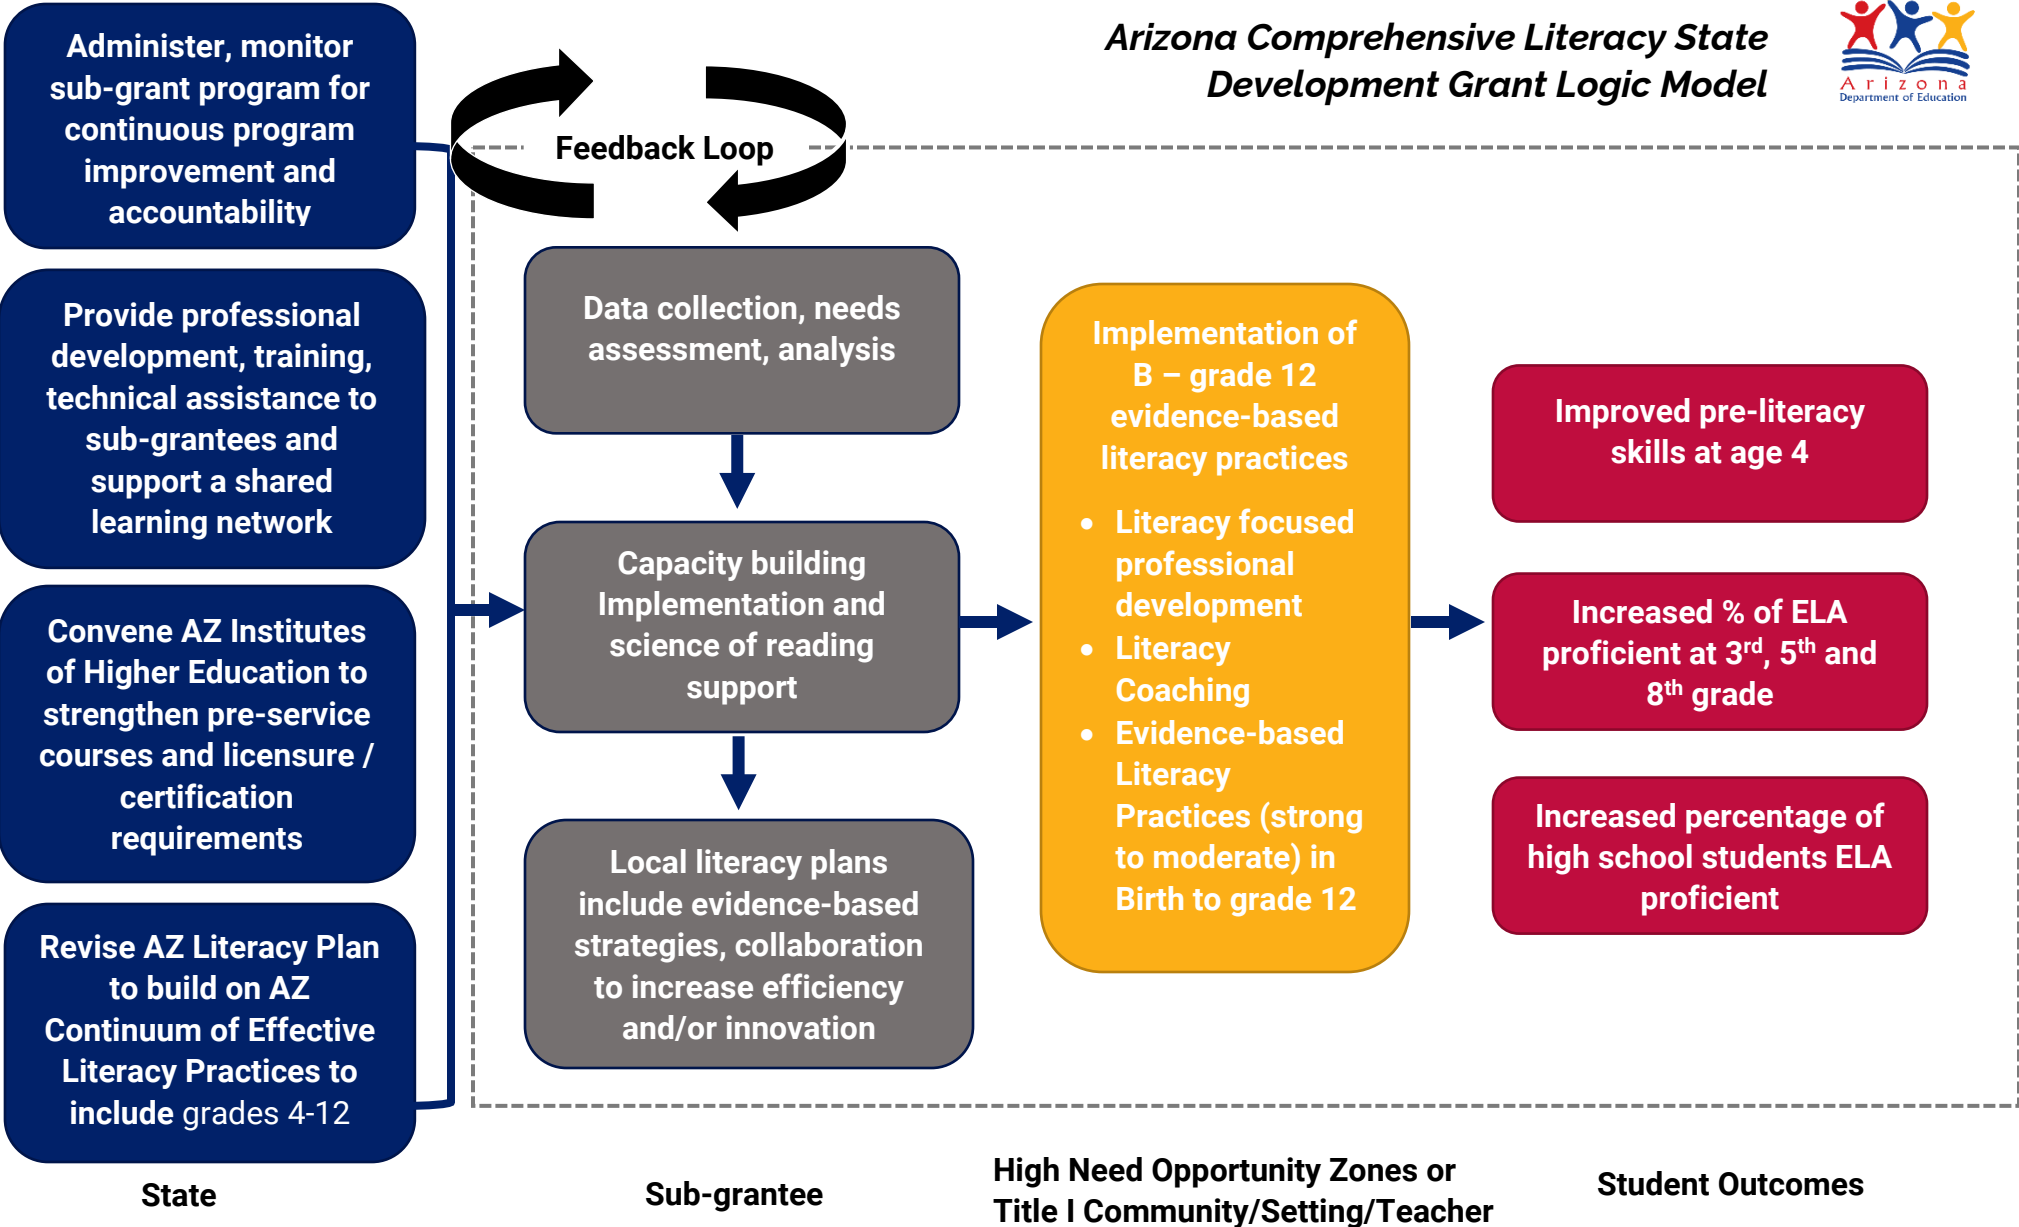 Arizona Comprehensive Literacy State
Development Grant Logic Model
Arizona
Department of Education
Administer, monitor
sub-grant program for
continuous program
improvement and
accountability
Provide professional
development, training,
technical assistance to
sub-grantees and
support a shared
learning network
Convene AZ Institutes
of Higher Education to
strengthen pre-service
courses and licensure /
certification
requirements
Revise AZ Literacy Plan
to build on AZ
Continuum of Effective
Literacy Practices to
include grades 4-12
State
Feedback Loop
Data collection, needs
assessment, analysis
Capacity building
Implementation and
science of reading
support
Local literacy plans
include evidence-based
strategies, collaboration
to increase efficiency
and/or innovation
Sub-grantee
Implementation of
B – grade 12
evidence-based
literacy practices
• Literacy focused
professional
development
• Literacy
Coaching
• Evidence-based
Literacy
Practices (strong
to moderate) in
Birth to grade 12
High Need Opportunity Zones or
Title I Community/Setting/Teacher
Improved pre-literacy
skills at age 4
Increased % of ELA
proficient at 3rd, 5th and
8th grade
Increased percentage of
high school students ELA
proficient
Student Outcomes